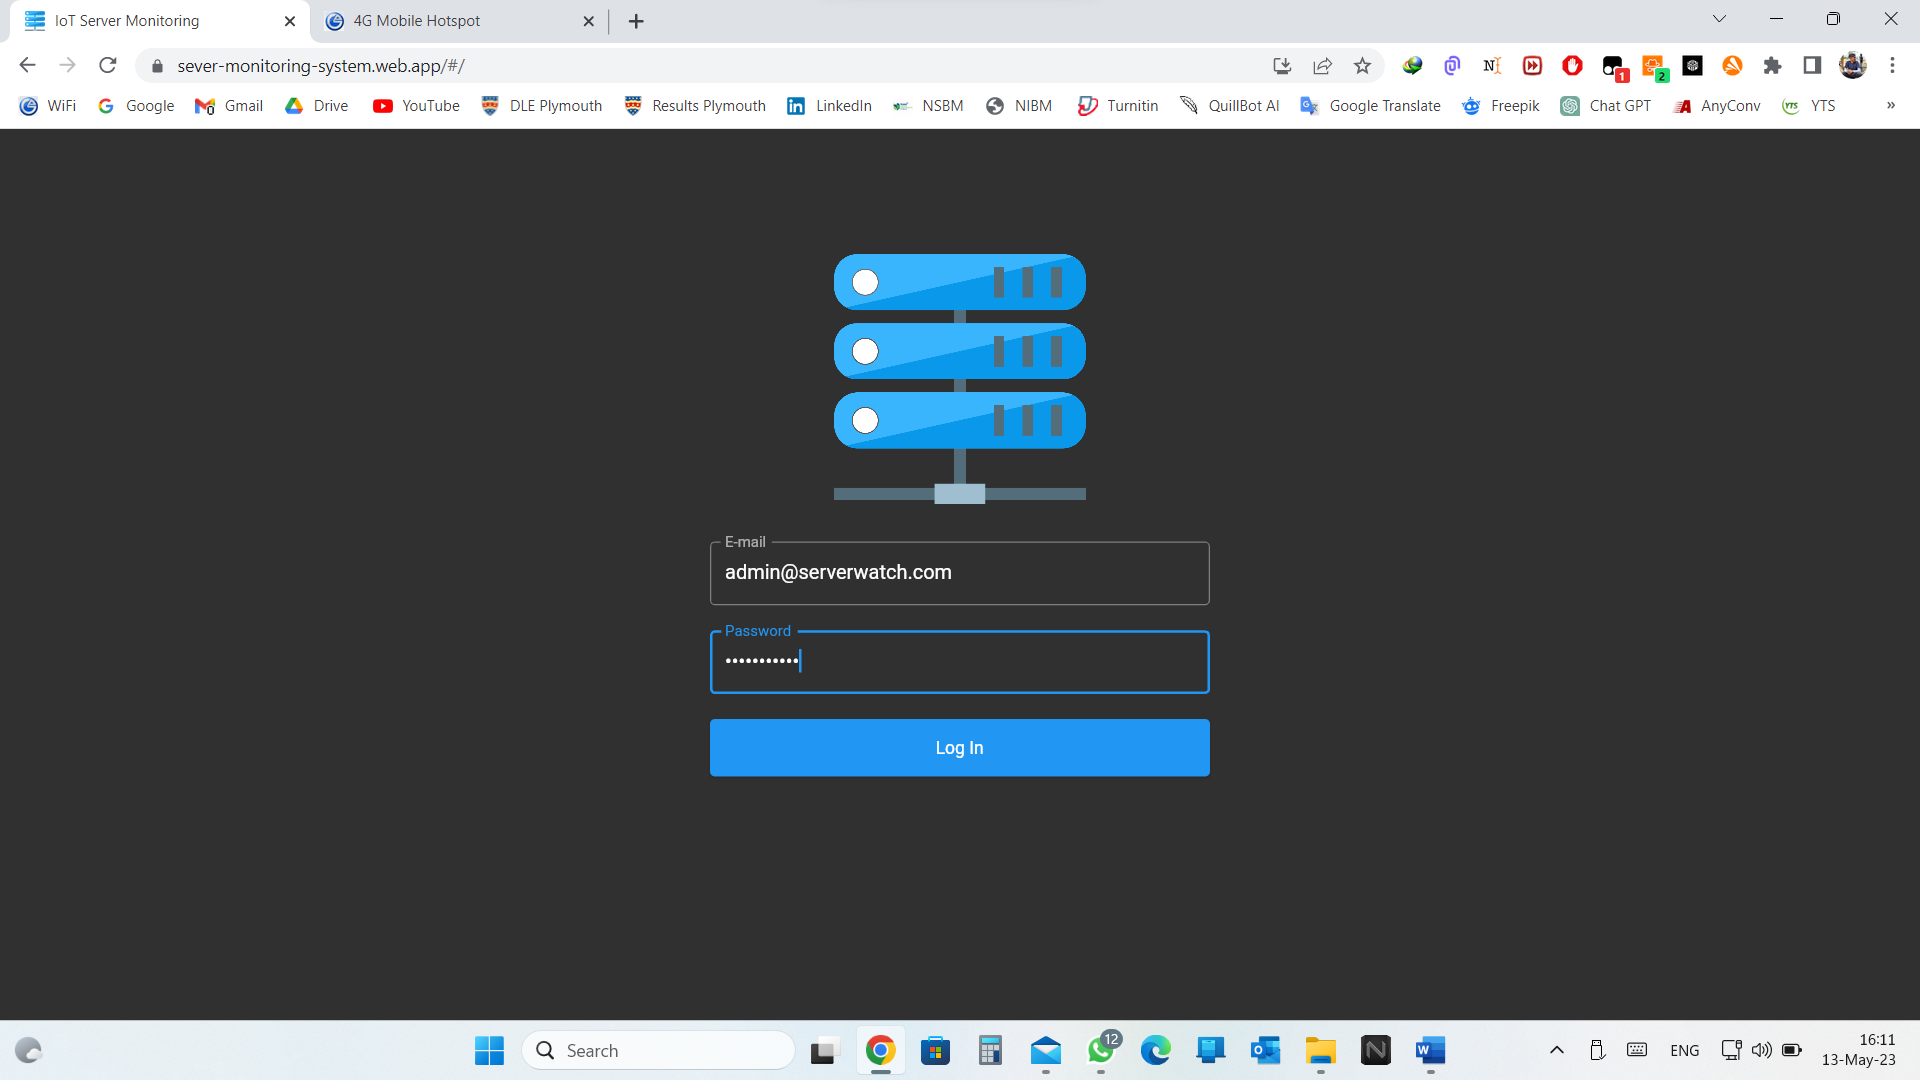 IoT Server Monitoring
4G Mobile Hotspot
sever-monitoring-system.web.app/#/
1
2
WiFi Google Gmail Drive YouTube DLE Plymouth Results Plymouth LinkedIn NSBM NIBM Turnitin QuillBot AI Google Translate Freepik Chat GPT AnyConv YTS »
E-mail
admin@serverwatch.com
Password
•••••••••••
Log In
Search
12
ENG
16:11
13-May-23